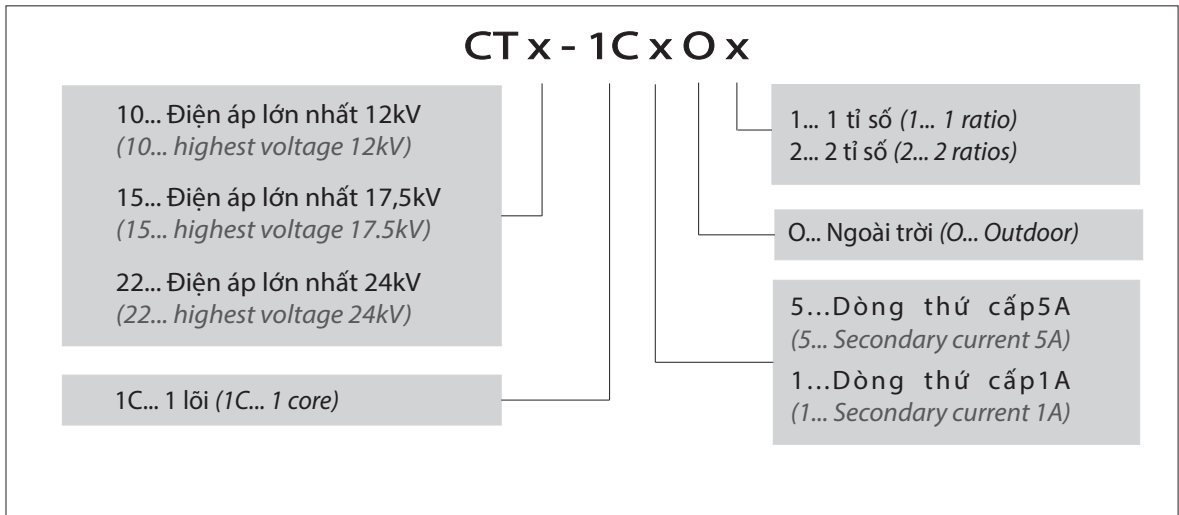 CT x - 1C x O x
10... Điện áp lớn nhất 12kV
(10... highest voltage 12kV)
15... Điện áp lớn nhất 17,5kV
(15... highest voltage 17.5kV)
22... Điện áp lớn nhất 24kV
(22... highest voltage 24kV)
1C... 1 lõi (1C... 1 core)
1... 1 tỉ số (1... 1 ratio)
2... 2 tỉ số (2... 2 ratios)
O... Ngoài trời (O... Outdoor)
5...Dòng thứ cấp5A
(5... Secondary current 5A)
1...Dòng thứ cấp1A
(1... Secondary current 1A)